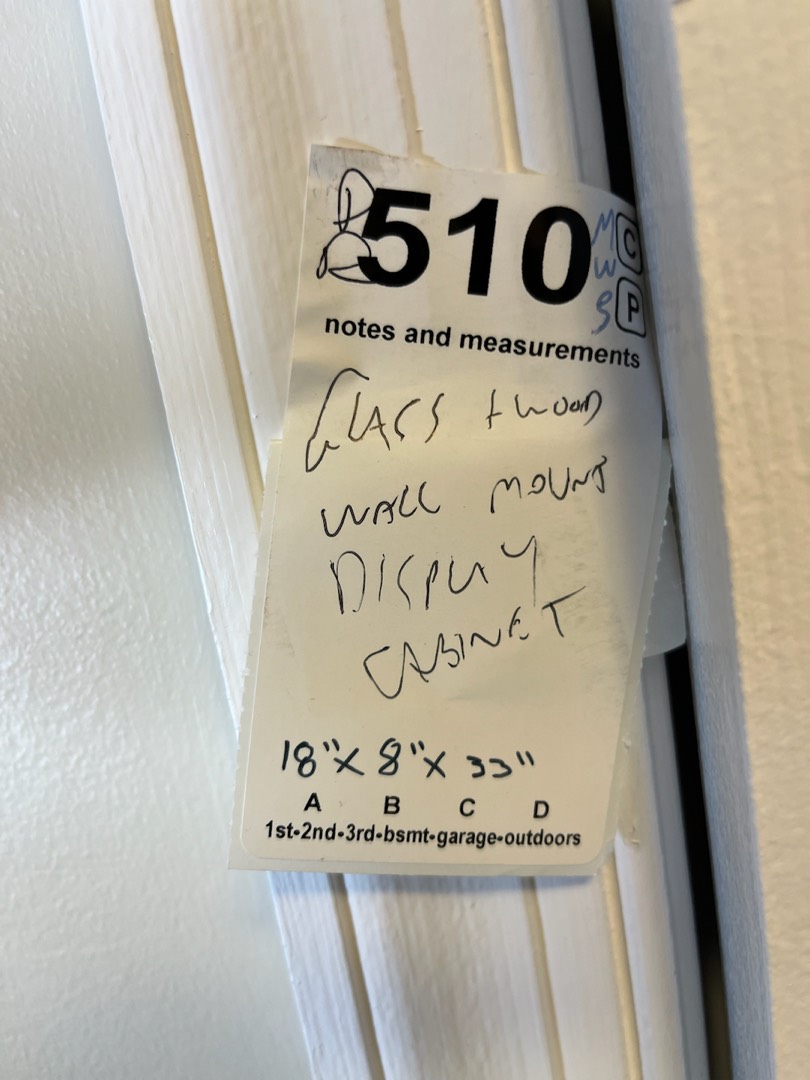 510
M C
W
S P
notes and measurements
GLASS + WOOD
WALL MOUNT
DISPLAY
CABINET
18" X 8" X 33"
A B C D
1st-2nd-3rd-bsmt-garage-outdoors